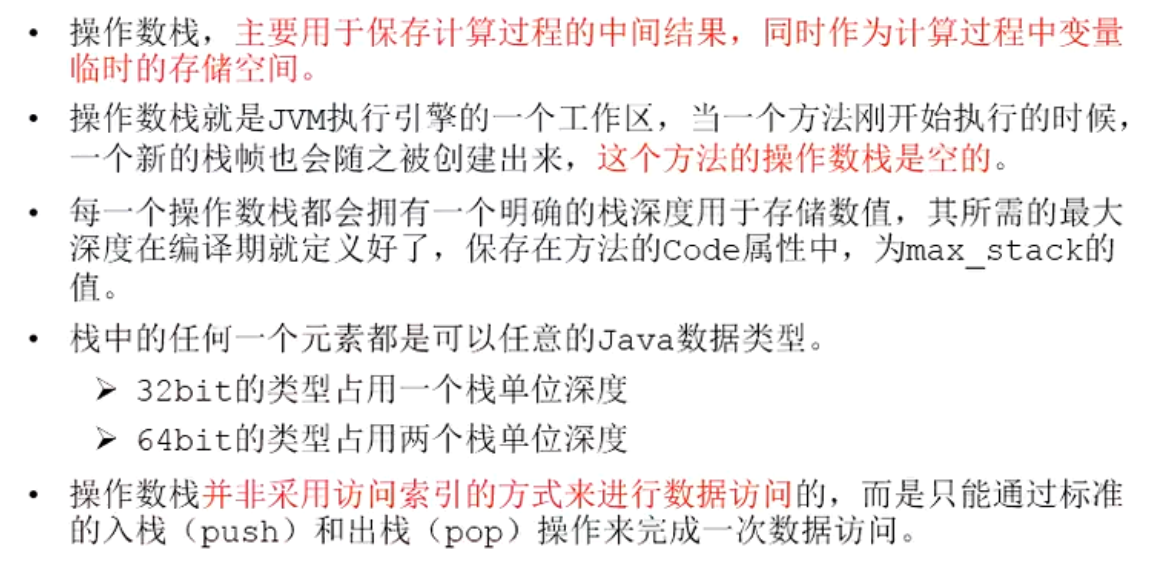 • 操作数栈，主要用于保存计算过程的中间结果，同时作为计算过程中变量
临时的存储空间。
• 操作数栈就是JVM执行引擎的一个工作区，当一个方法刚开始执行的时候，
一个新的栈帧也会随之被创建出来，这个方法的操作数栈是空的。
• 每一个操作数栈都会拥有一个明确的栈深度用于存储数值，其所需的最大
深度在编译期就定义好了，保存在方法的Code属性中，为max_stack的
值。
• 栈中的任何一个元素都是可以任意的Java数据类型。
➢ 32bit的类型占用一个栈单位深度
➢ 64bit的类型占用两个栈单位深度
• 操作数栈并非采用访问索引的方式来进行数据访问的，而是只能通过标准
的入栈（push）和出栈（pop）操作来完成一次数据访问。